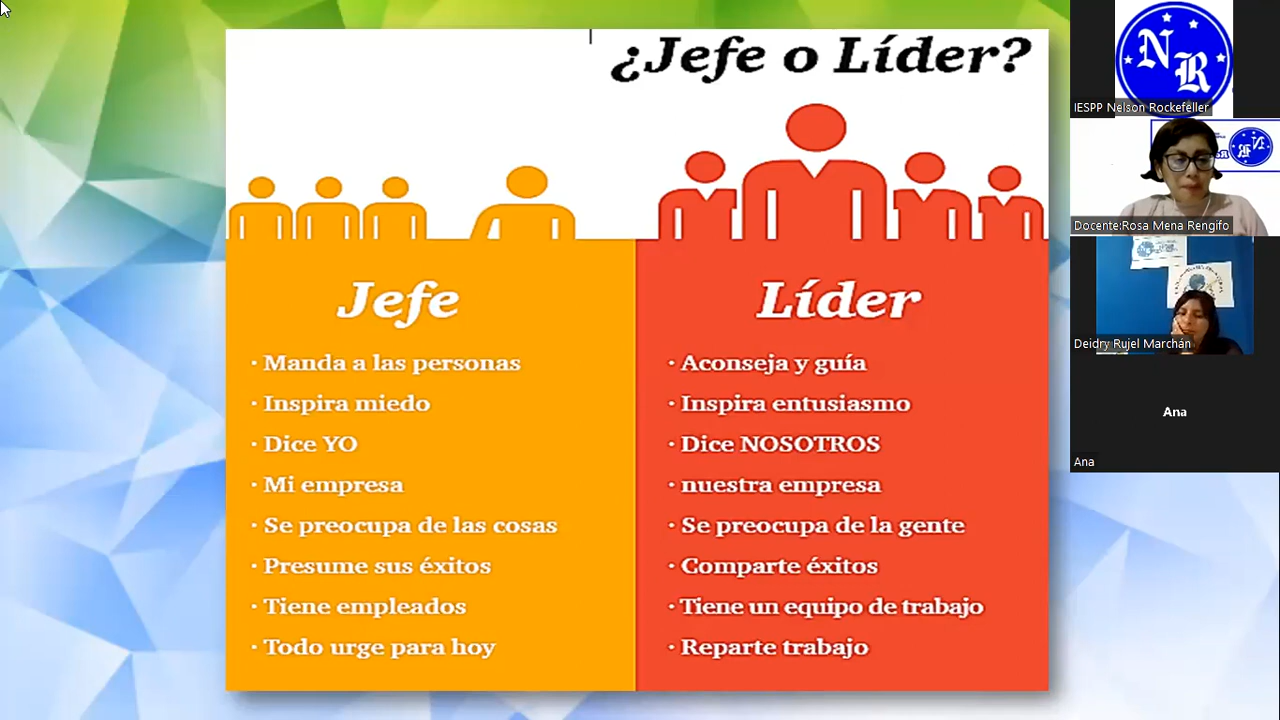 ¿Jefe o Líder?
Jefe
· Manda a las personas
· Inspira miedo
· Dice YO
· Mi empresa
· Se preocupa de las cosas
· Presume sus éxitos
· Tiene empleados
· Todo urge para hoy
Líder
· Aconseja y guía
· Inspira entusiasmo
· Dice NOSOTROS
· nuestra empresa
· Se preocupa de la gente
· Comparte éxitos
· Tiene un equipo de trabajo
· Reparte trabajo
NR
IESPP Nelson Rockefeller
Docente:Rosa Mena Rengifo
Deidry Rujel Marchán
Ana
Ana